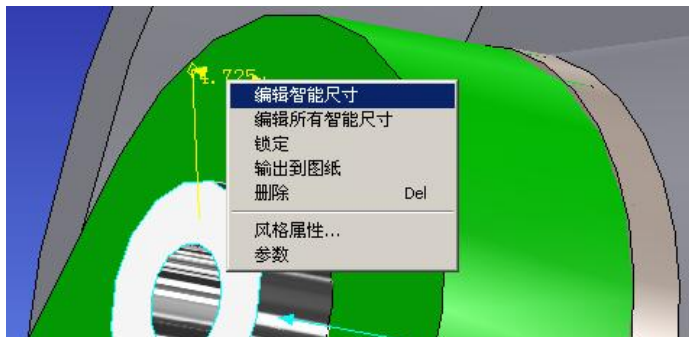 4.725
编辑智能尺寸
编辑所有智能尺寸
锁定
输出到图纸
删除 Del
风格属性...
参数